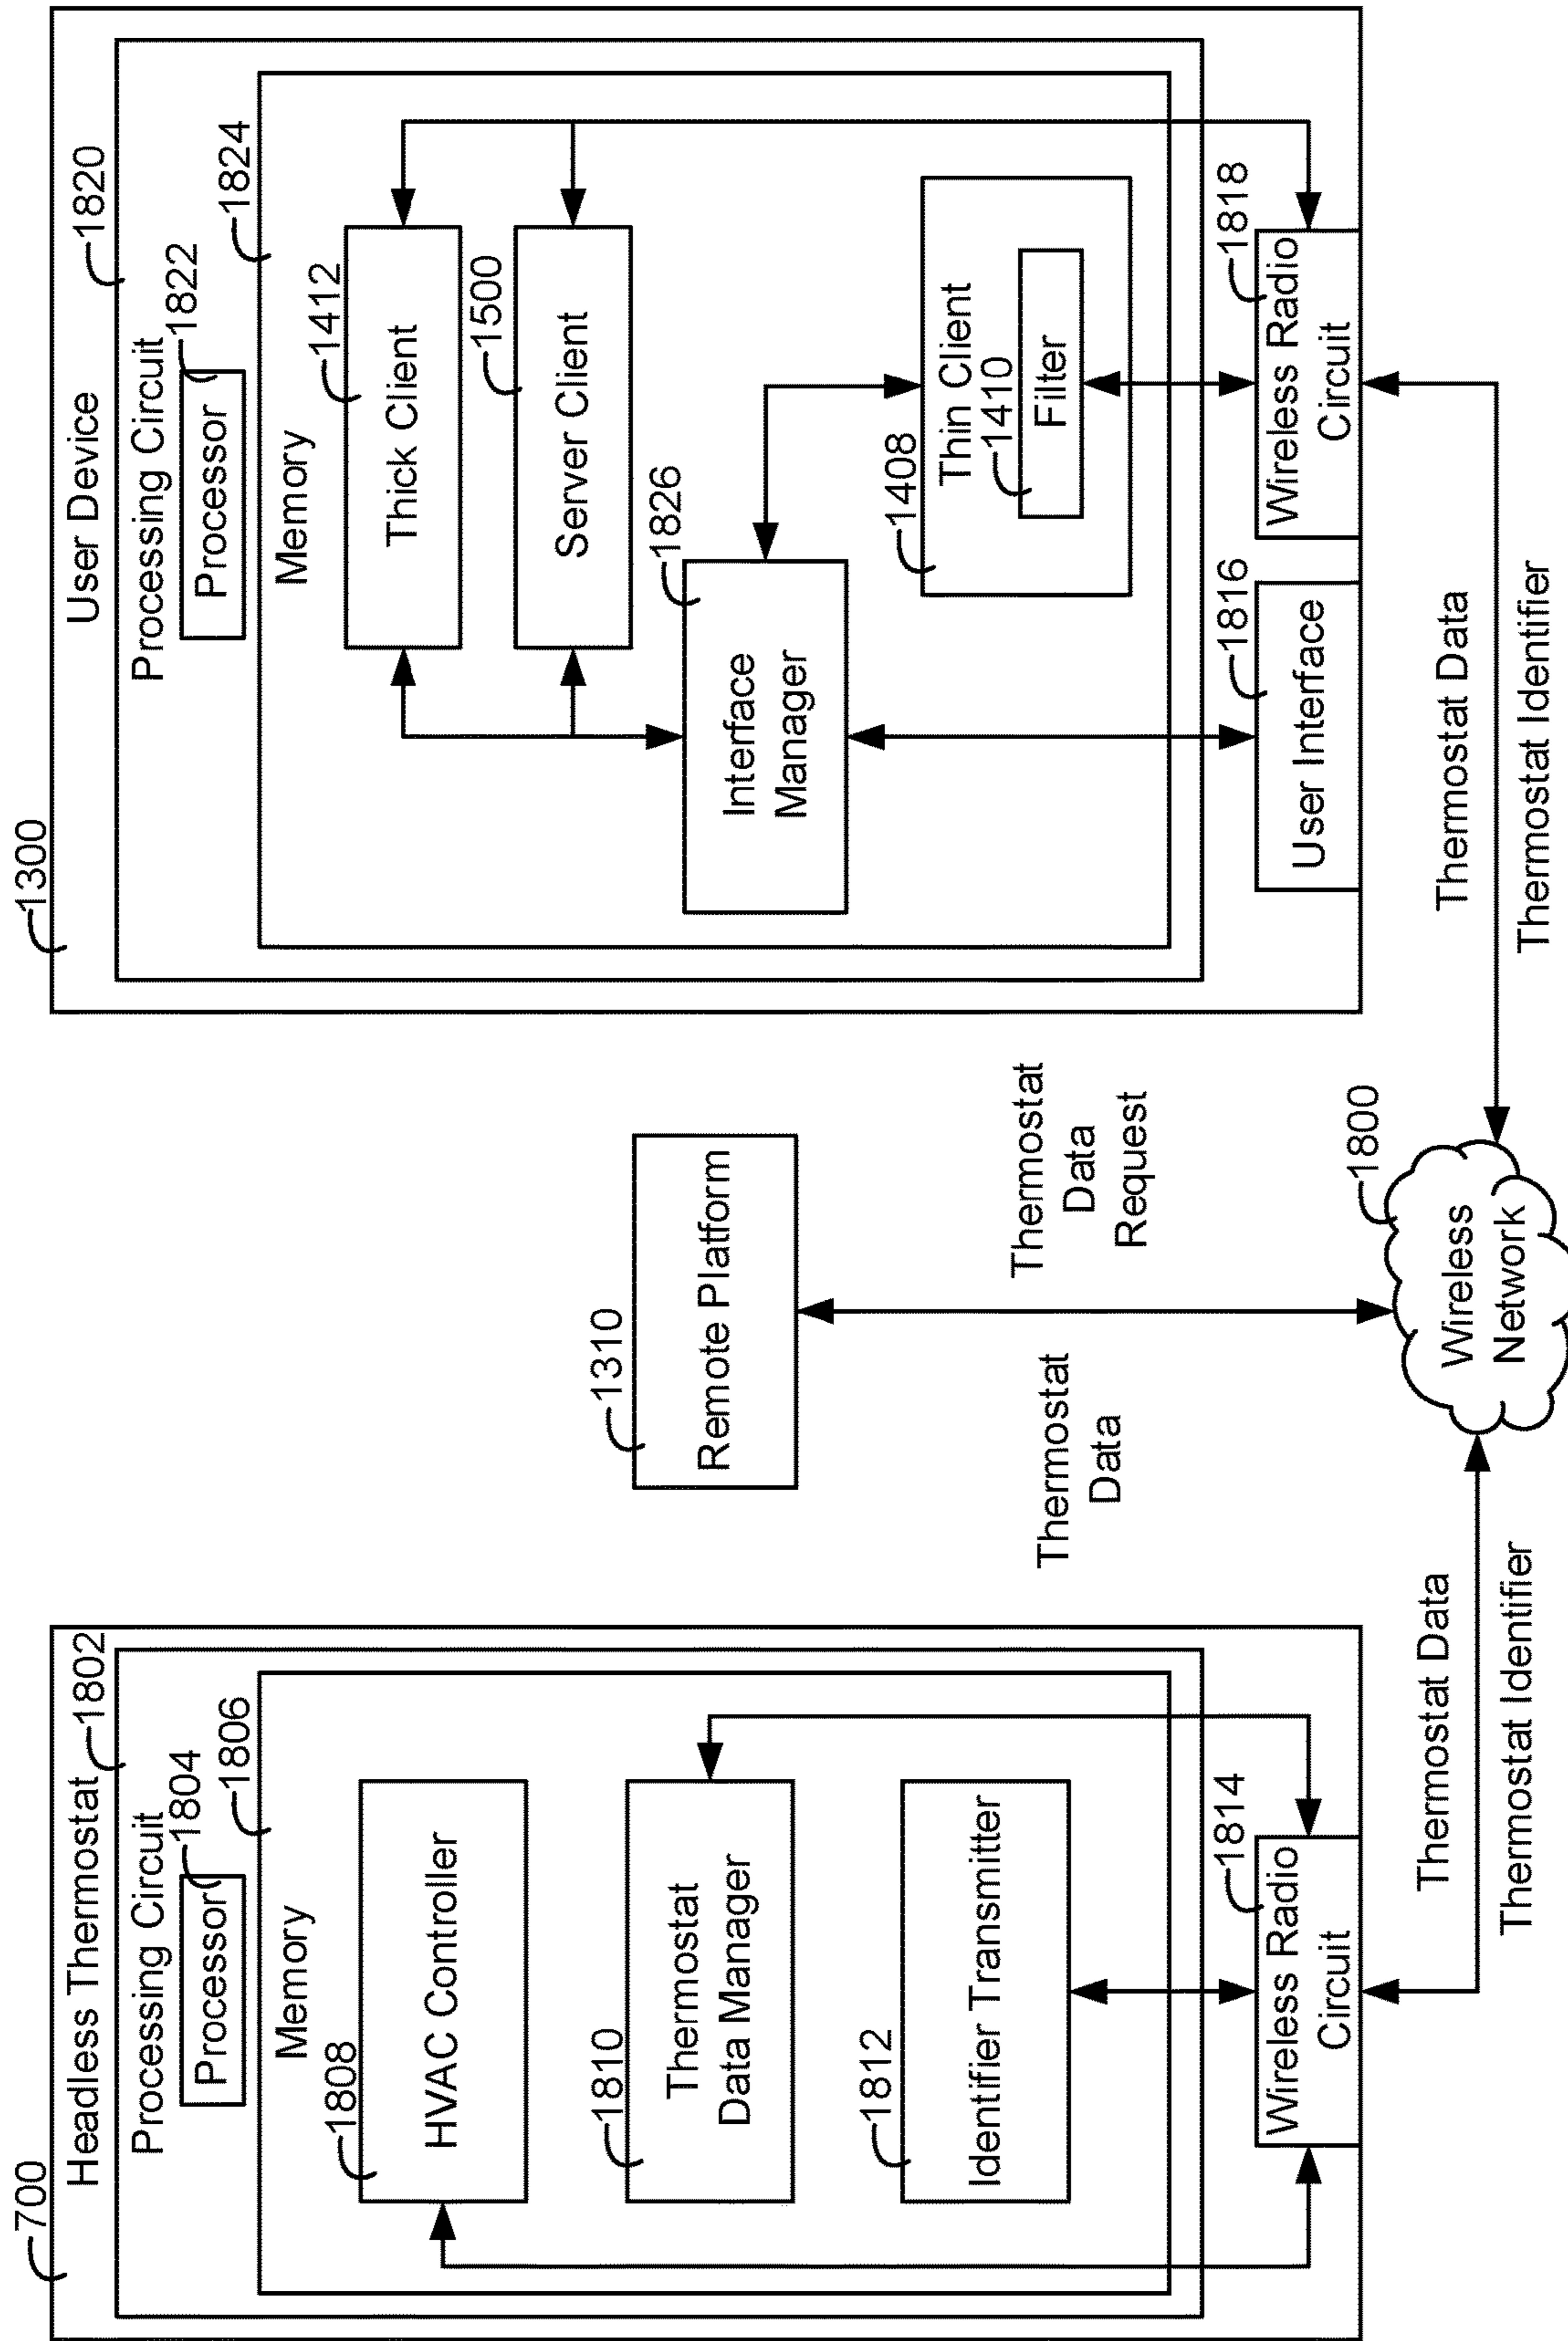 700
Headless Thermostat
1802
Processing Circuit
1804
Processor
1806
Memory
1808
HVAC Controller
1810
Thermostat
Data Manager
1812
Identifier Transmitter
1814
Wireless Radio
Circuit
Thermostat Data
Thermostat Identifier
1310
Remote Platform
Thermostat
Data
Thermostat
Data
Request
1800
Wireless
Network
1300
User Device
1820
Processing Circuit
1822
Processor
1824
Memory
1412
Thick Client
1500
Server Client
1826
Interface
Manager
1408
Thin Client
1410
Filter
1816
User Interface
1818
Wireless Radio
Circuit
Thermostat Data
Thermostat Identifier